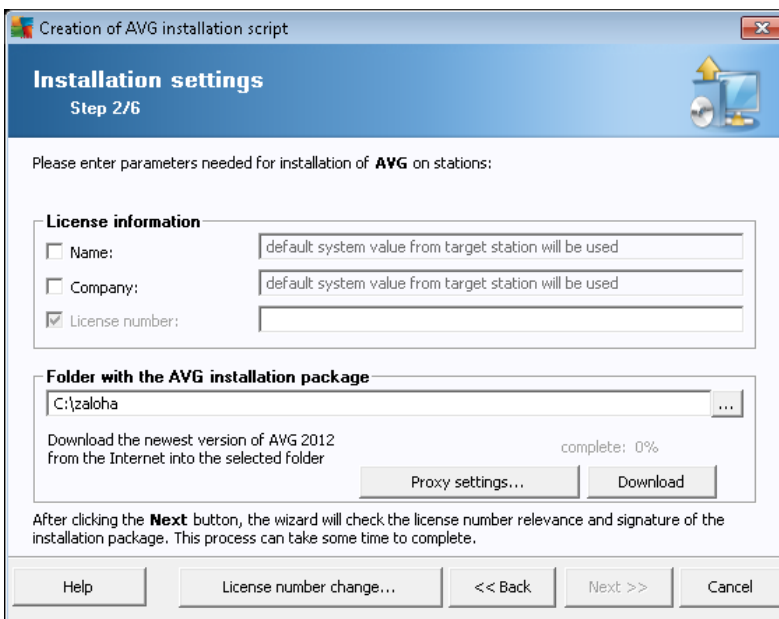 Creation of AVG installation script
Installation settings
Step 2/6
Please enter parameters needed for installation of AVG on stations:
License information
Name:
default system value from target station will be used
Company:
default system value from target station will be used
License number:
Folder with the AVG installation package
C:\zaloha
...
Download the newest version of AVG 2012
from the Internet into the selected folder
complete: 0%
Proxy settings...
Download
After clicking the Next button, the wizard will check the license number relevance and signature of the
installation package. This process can take some time to complete.
Help
License number change...
<< Back
Next >>
Cancel